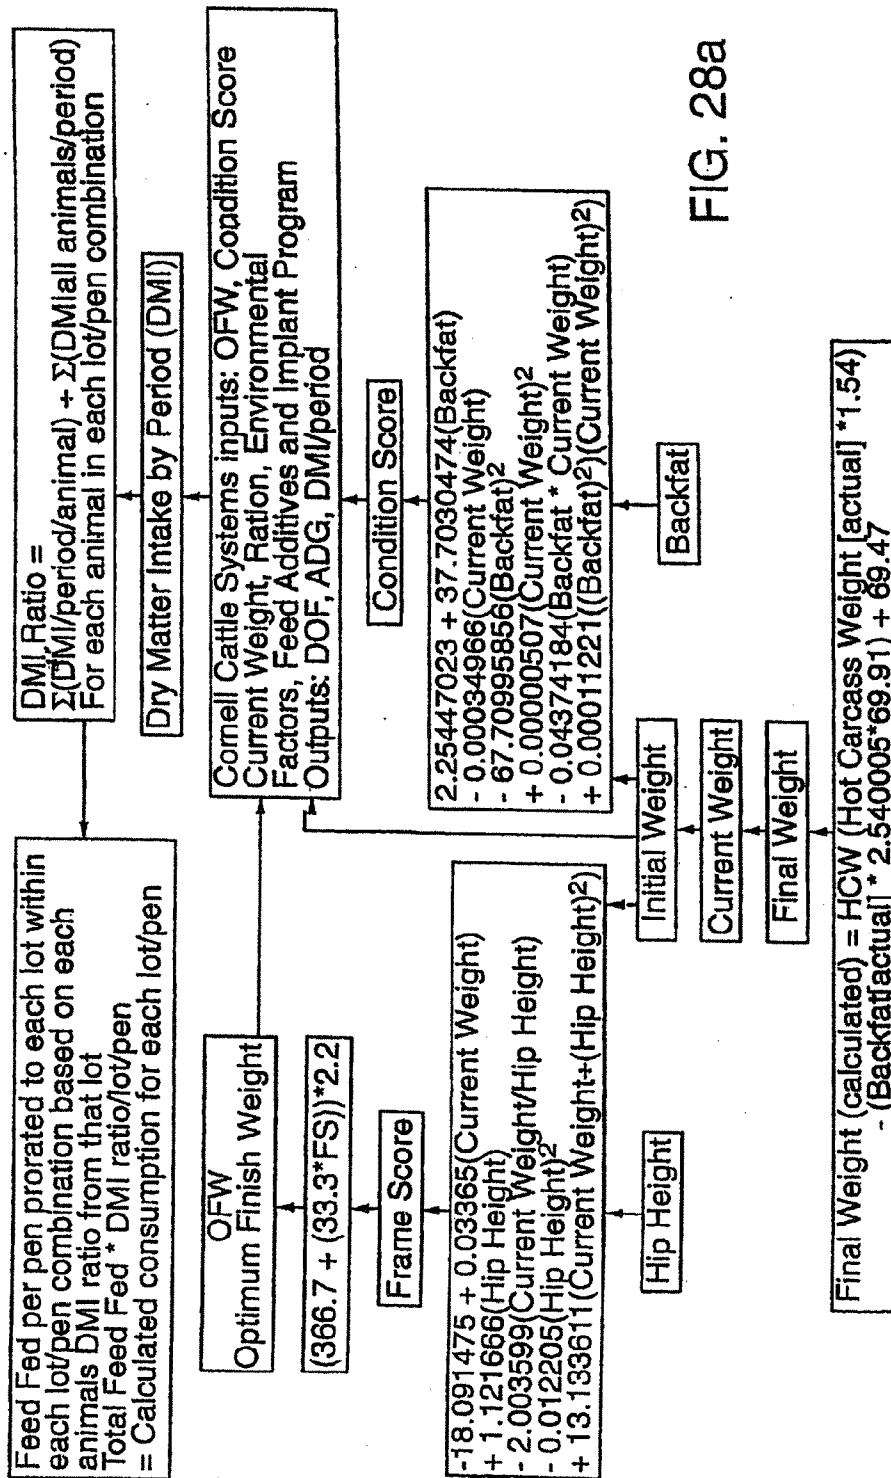 Feed Fed per pen prorated to each lot within
each lot/pen combination based on each
animals DMI ratio from that lot
Total Feed Fed * DMI ratio/lot/pen
= Calculated consumption for each lot/pen
DMI Ratio =
Σ(DMI/period/animal) ÷ Σ(DMIall animals/period)
For each animal in each lot/pen combination
Dry Matter Intake by Period (DMI)
OFW
Optimum Finish Weight
Cornell Cattle Systems inputs: OFW, Condition Score
Current Weight, Ration, Environmental
Factors, Feed Additives and Implant Program
Outputs: DOF, ADG, DMI/period
(366.7 + (33.3*FS))*2.2
Frame Score
Condition Score
-18.091475 + 0.03365(Current Weight)
+ 1.121666(Hip Height)
- 2.003599(Current Weight/Hip Height)
- 0.012205(Hip Height)2
+ 13.133611(Current Weight+(Hip Height)2)
2.25447023 + 37.7030474(Backfat)
- 0.00034966(Current Weight)
- 67.70995856(Backfat)2
+ 0.00000507(Current Weight)2
- 0.04374184(Backfat * Current Weight)
+ 0.00011221((Backfat)2)(Current Weight)2)
Hip Height
Initial Weight
Backfat
Current Weight
Final Weight
Final Weight (calculated) = HCW (Hot Carcass Weight [actual] *1.54)
- (Backfat[actual] * 2.540005*69.91) + 69.47
FIG. 28a